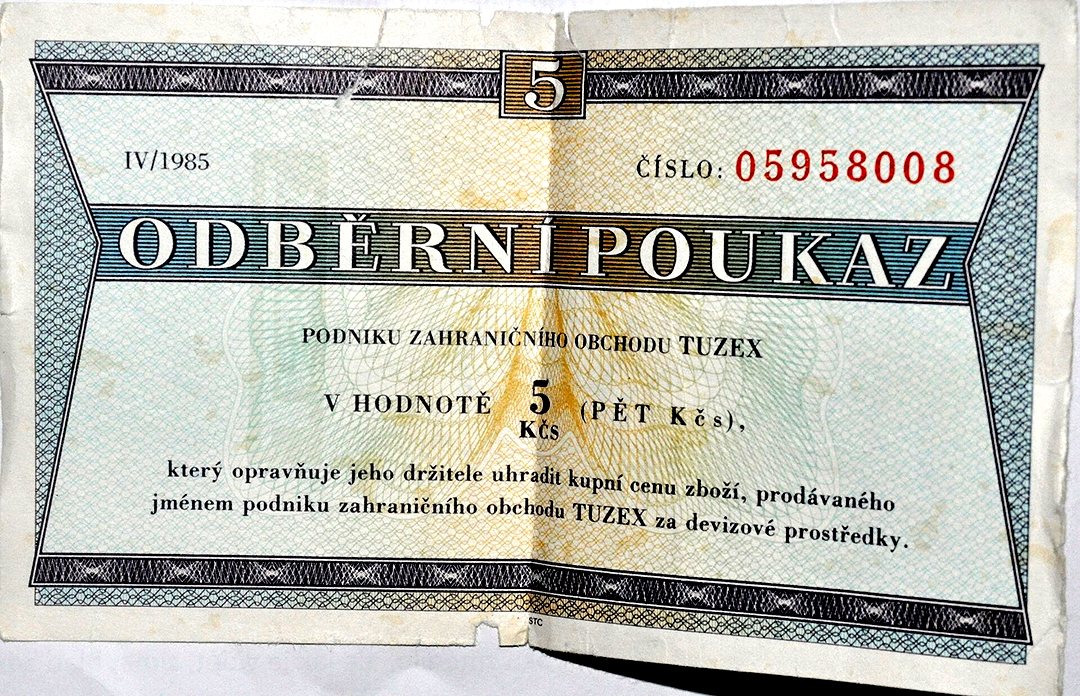 5
IV/1985
ČÍSLO: 05958008
ODBĚRNÍ POUKAZ
PODNIKU ZAHRANIČNÍHO OBCHODU TUZEX
V HODNOTĚ 5 KČS (PĚT Kčs),
který opravňuje jeho držitele uhradit kupní cenu zboží, prodávaného
jménem podniku zahraničního obchodu TUZEX za devizové prostředky.
STC